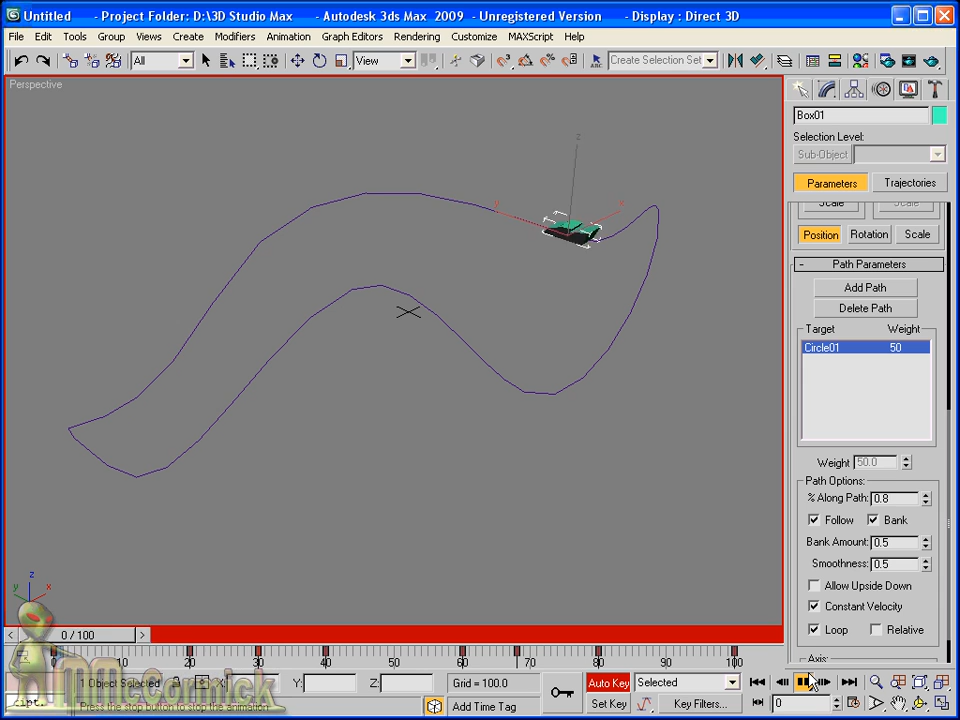 Untitled - Project Folder: D:\3D Studio Max - Autodesk 3ds Max 2009 - Unregistered Version - Display : Direct 3D
File Edit Tools Group Views Create Modifiers Animation Graph Editors Rendering Customize MAXScript Help
All View Create Selection Set
Perspective
Box01
Selection Level:
Sub-Object
Parameters Trajectories
Scale Scale
Position Rotation Scale
- Path Parameters
Add Path
Delete Path
Target Weight
Circle01 50
Weight 50.0
Path Options:
% Along Path: 0.8
Follow Bank
Bank Amount: 0.5
Smoothness: 0.5
Allow Upside Down
Constant Velocity
Loop Relative
Axis:
z
x
y
z
y
x
< 0 / 100 >
0 10 20 30 40 50 60 70 80 90 100
1 Object Selected X: Y: Z: Grid = 100.0 Auto Key Selected
Press the stop button to stop the animation Add Time Tag Set Key Key Filters... 0
McCormick